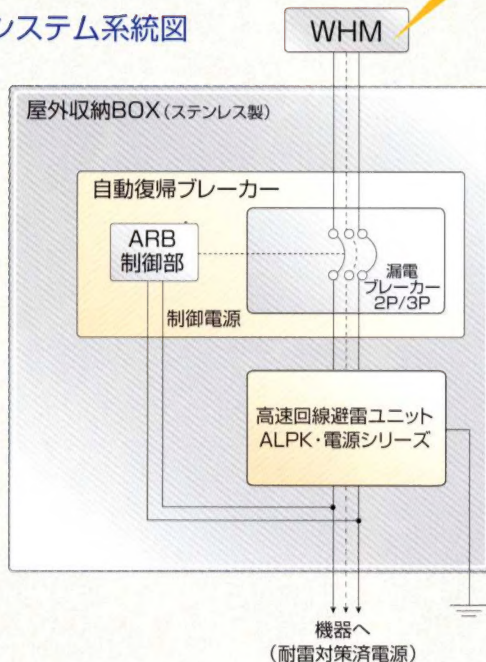 システム系統図
WHM
屋外収納BOX(ステンレス製)
自動復帰ブレーカー
ARB
制御部
漏電
ブレーカー
2P/3P
制御電源
高速回線避雷ユニット
ALPK・電源シリーズ
機器へ
(耐雷対策済電源)